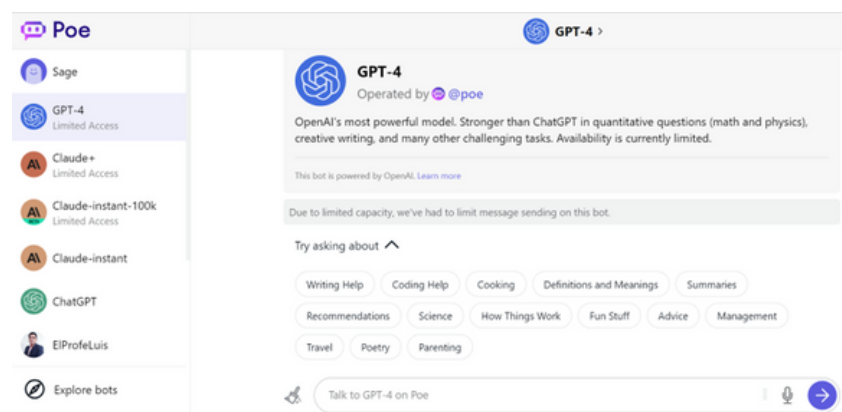 Poe
Sage
GPT-4
Limited Access
Claude+
Limited Access
Claude-instant-100k
Limited Access
Claude-instant
ChatGPT
ElProfeLuis
Explore bots
GPT-4 >
GPT-4
Operated by @poe
OpenAI's most powerful model. Stronger than ChatGPT in quantitative questions (math and physics),
creative writing, and many other challenging tasks. Availability is currently limited.
This bot is powered by OpenAI. Learn more
Due to limited capacity, we've had to limit message sending on this bot.
Try asking about
Writing Help Coding Help Cooking Definitions and Meanings Summaries
Recommendations Science How Things Work Fun Stuff Advice Management
Travel Poetry Parenting
Talk to GPT-4 on Poe